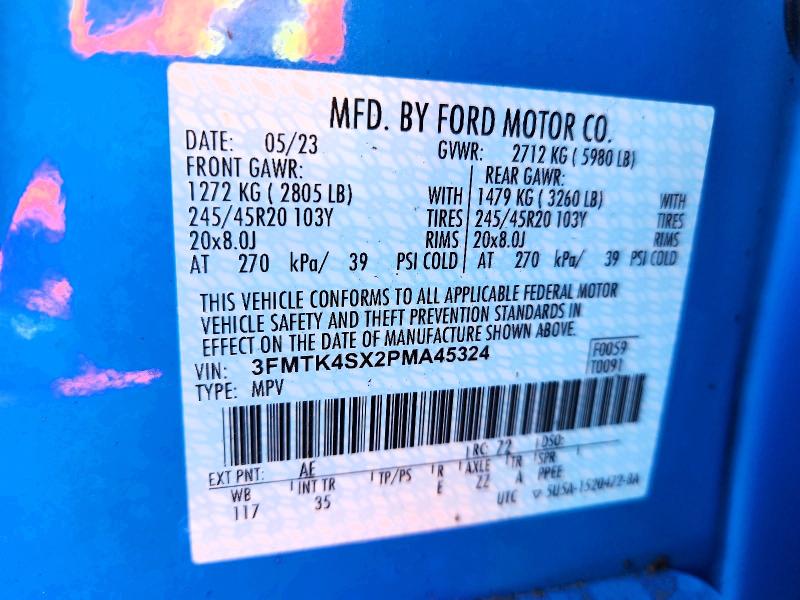 MFD. BY FORD MOTOR CO.
DATE: 05/23 GVWR: 2712 KG ( 5980 LB)
FRONT GAWR: REAR GAWR:
1272 KG ( 2805 LB) WITH 1479 KG ( 3260 LB) WITH
245/45R20 103Y TIRES 245/45R20 103Y TIRES
20x8.0J RIMS 20x8.0J RIMS
AT 270 kPa/ 39 PSI COLD AT 270 kPa/ 39 PSI COLD
THIS VEHICLE CONFORMS TO ALL APPLICABLE FEDERAL MOTOR
VEHICLE SAFETY AND THEFT PREVENTION STANDARDS IN
EFFECT ON THE DATE OF MANUFACTURE SHOWN ABOVE.
VIN: 3FMTK4SX2PMA45324 F0059
TYPE: MPV T0091
EXT PNT: AE RC: 72 DSO:
WB INT TR TP/PS R AXLE TR SPR
117 35 E ZZ A PPEE
UTC 5U5A-1520472-BA